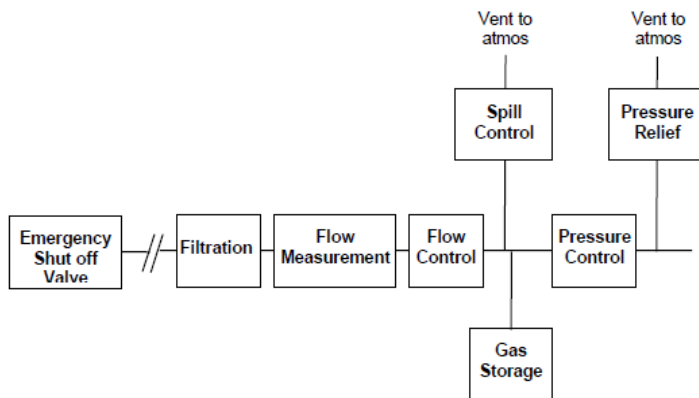 Vent to
atmos
Vent to
atmos
Spill
Control
Pressure
Relief
Emergency
Shut off
Valve
Filtration
Flow
Measurement
Flow
Control
Pressure
Control
Gas
Storage